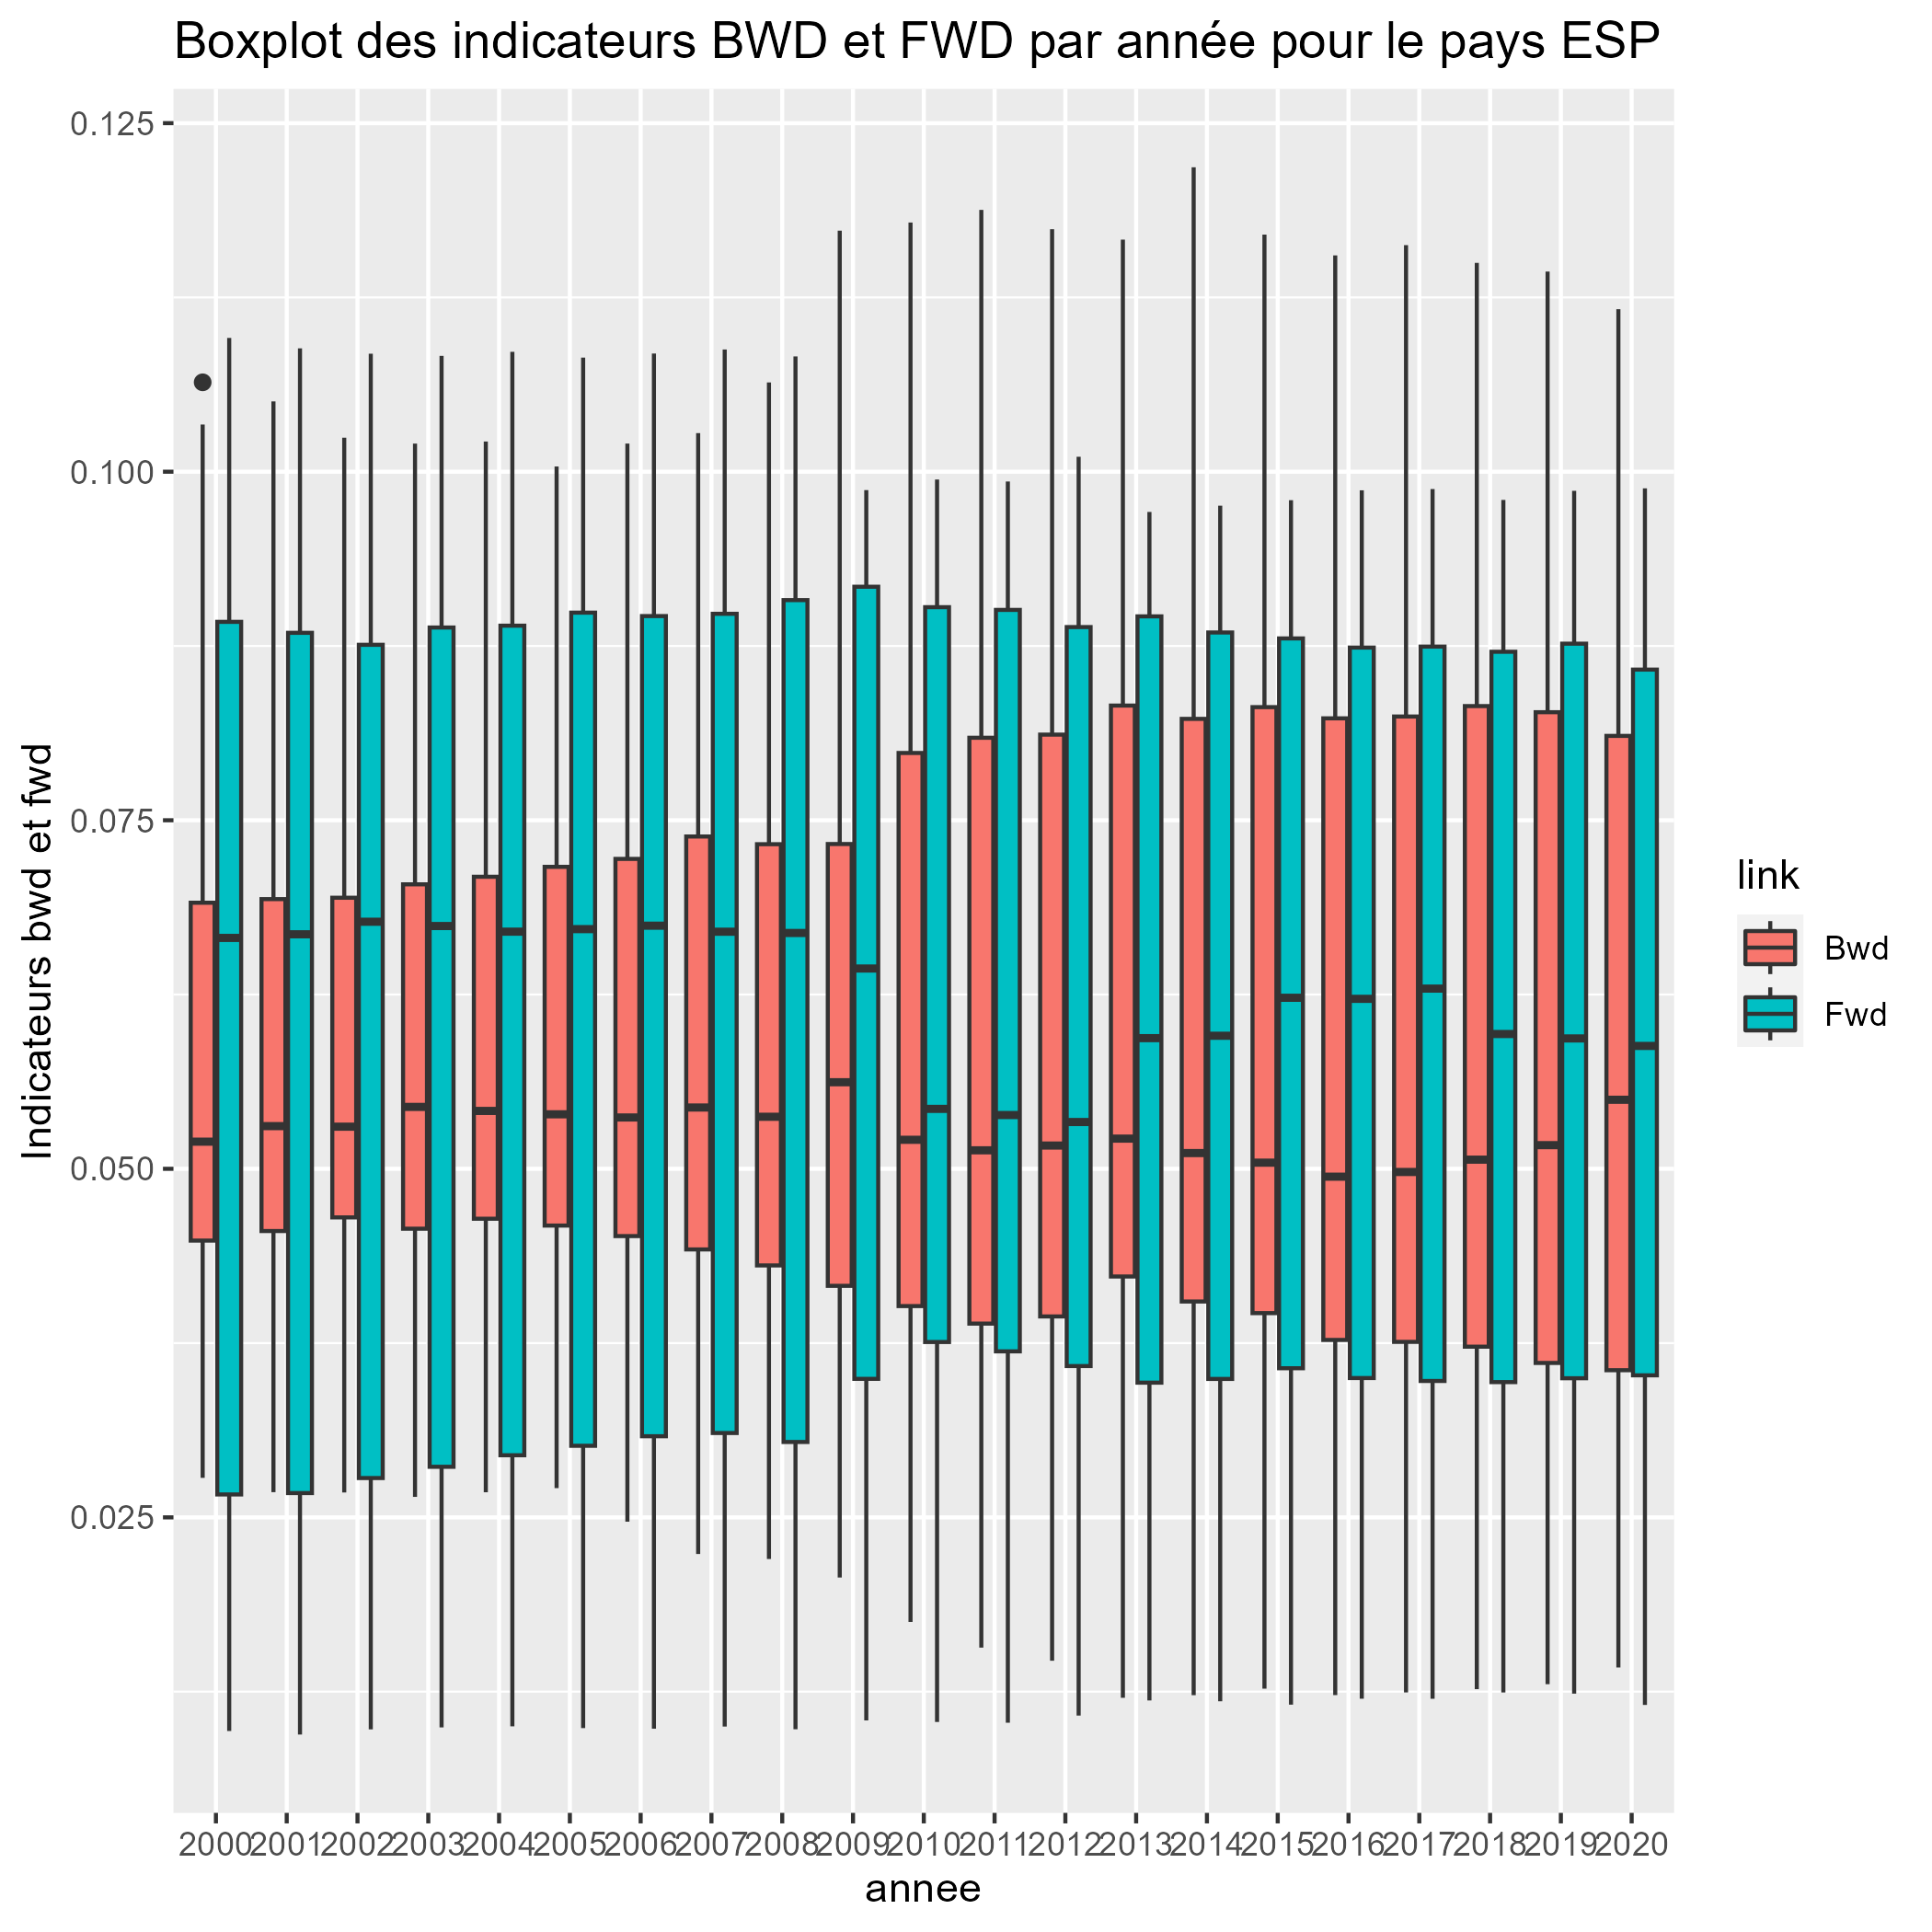 Boxplot des indicateurs BWD et FWD par année pour le pays ESP
0.125
0.100
0.075
0.050
0.025
Indicateurs bwd et fwd
2000 2001 2002 2003 2004 2005 2006 2007 2008 2009 2010 2011 2012 2013 2014 2015 2016 2017 2018 2019 2020
annee
link
Bwd
Fwd